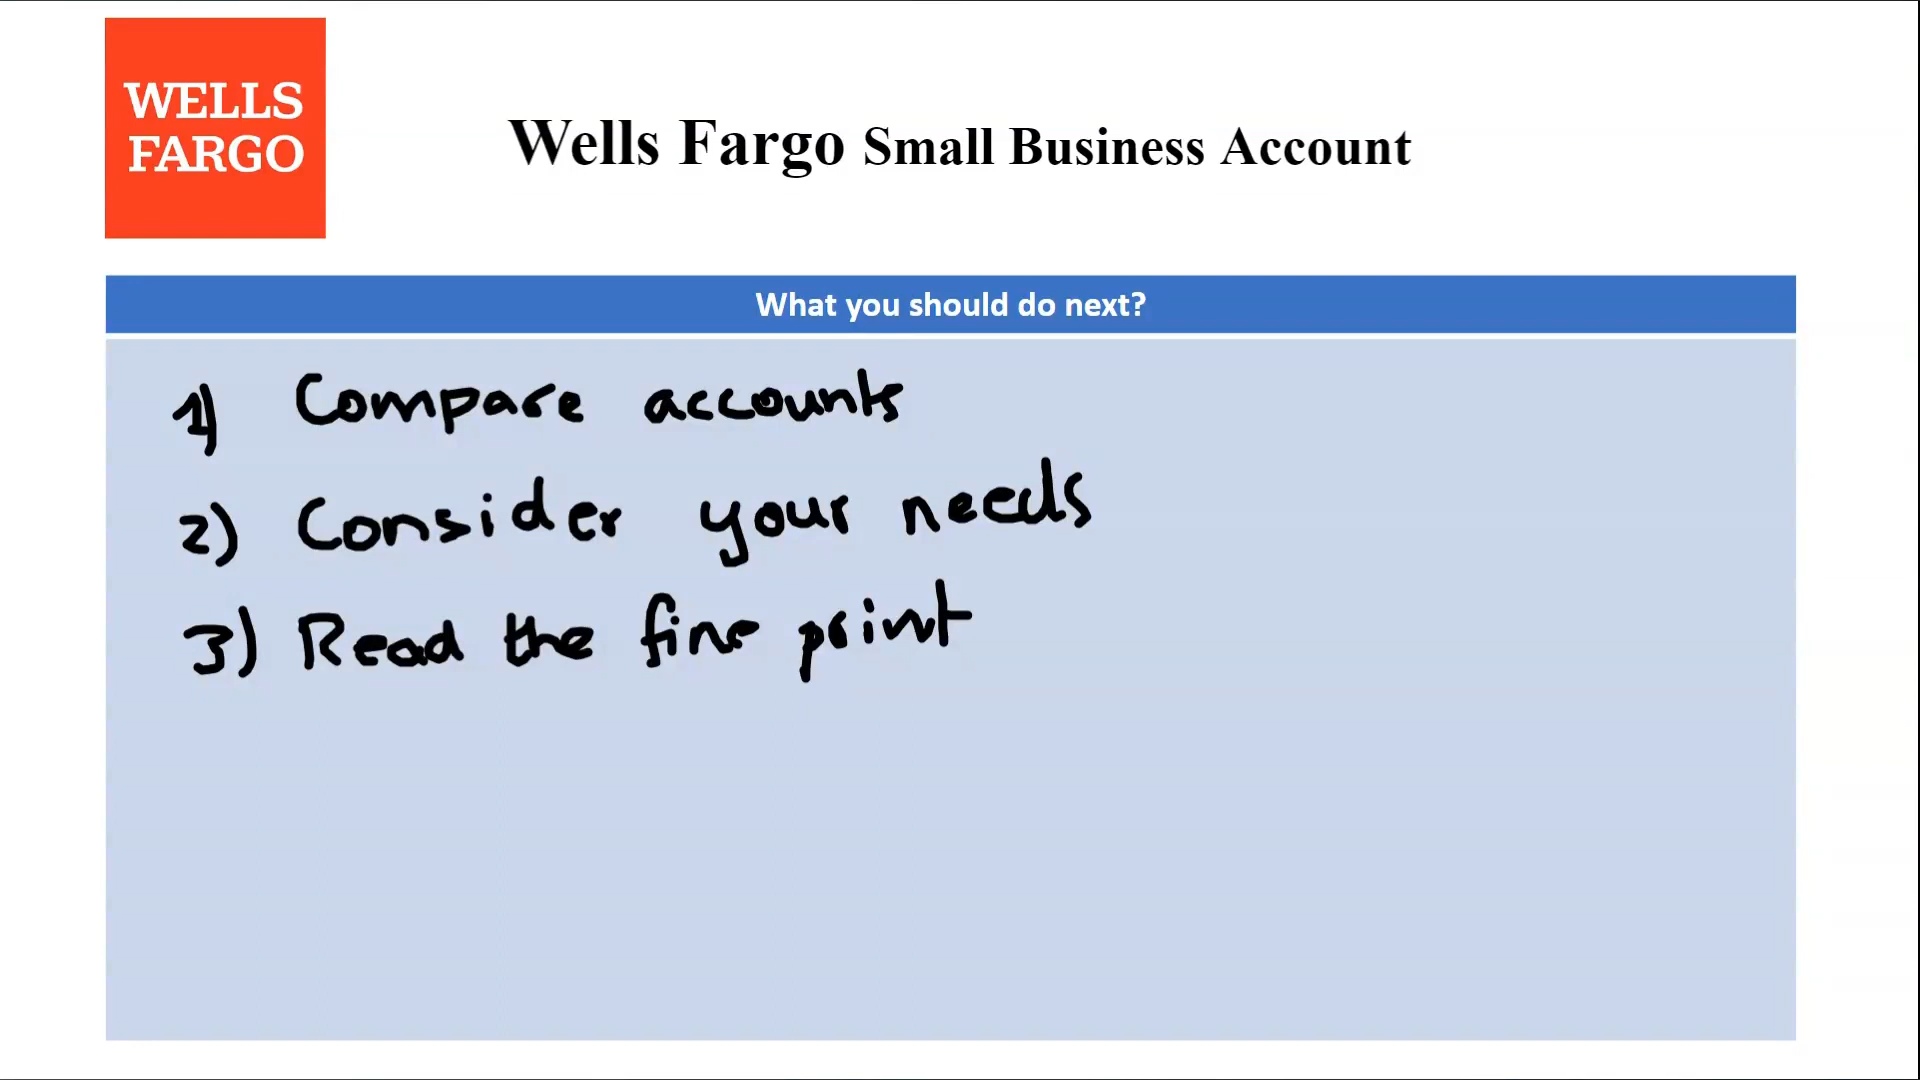 WELLS
FARGO
Wells Fargo Small Business Account
What you should do next?
1) Compare accounts
2) Consider your needs
3) Read the fine print